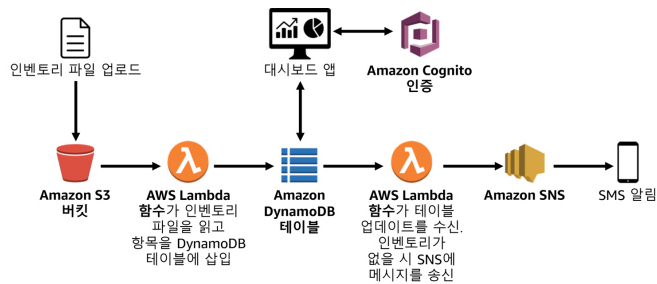 인벤토리 파일 업로드
대시보드 앱
Amazon Cognito
인증
Amazon S3
버킷
AWS Lambda
함수가 인벤토리
파일을 읽고
항목을 DynamoDB
테이블에 삽입
Amazon
DynamoDB
테이블
AWS Lambda
함수가 테이블
업데이트를 수신.
인벤토리가
없을 시 SNS에
메시지를 송신
Amazon SNS
SMS 알림